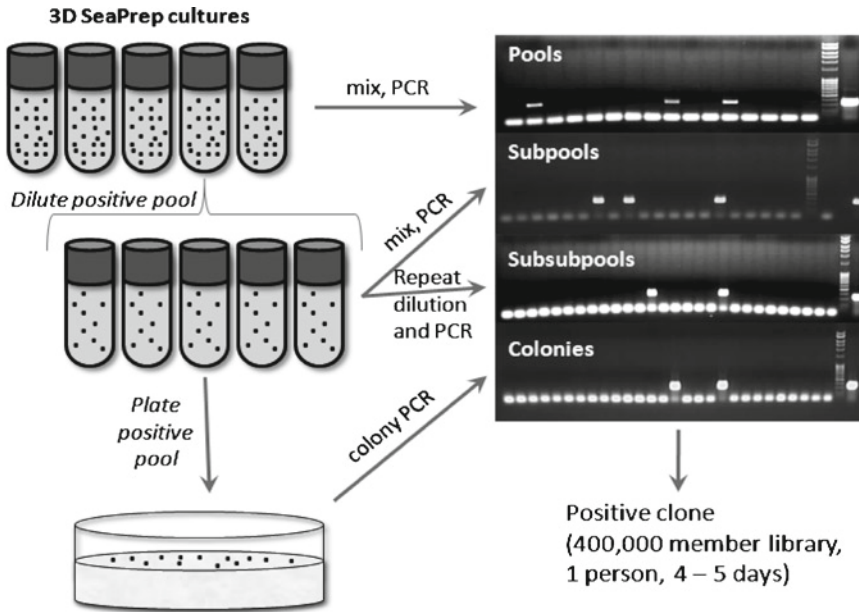 3D SeaPrep cultures
mix, PCR
Pools
Dilute positive pool
mix, PCR
Subpools
Repeat
dilution
and PCR
Subsubpools
Plate
positive
pool
colony PCR
Colonies
Positive clone
(400,000 member library,
1 person, 4 – 5 days)